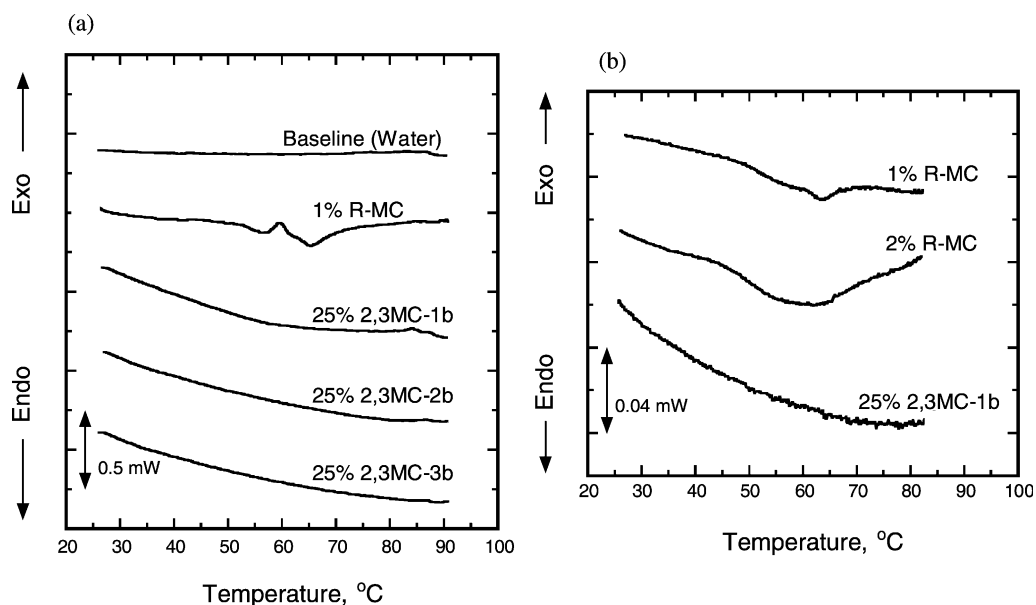 (a)
Exo
Endo
Baseline (Water)
1% R-MC
25% 2,3MC-1b
25% 2,3MC-2b
25% 2,3MC-3b
0.5 mW
20 30 40 50 60 70 80 90 100
Temperature, °C
(b)
Exo
Endo
1% R-MC
2% R-MC
25% 2,3MC-1b
0.04 mW
20 30 40 50 60 70 80 90 100
Temperature, °C